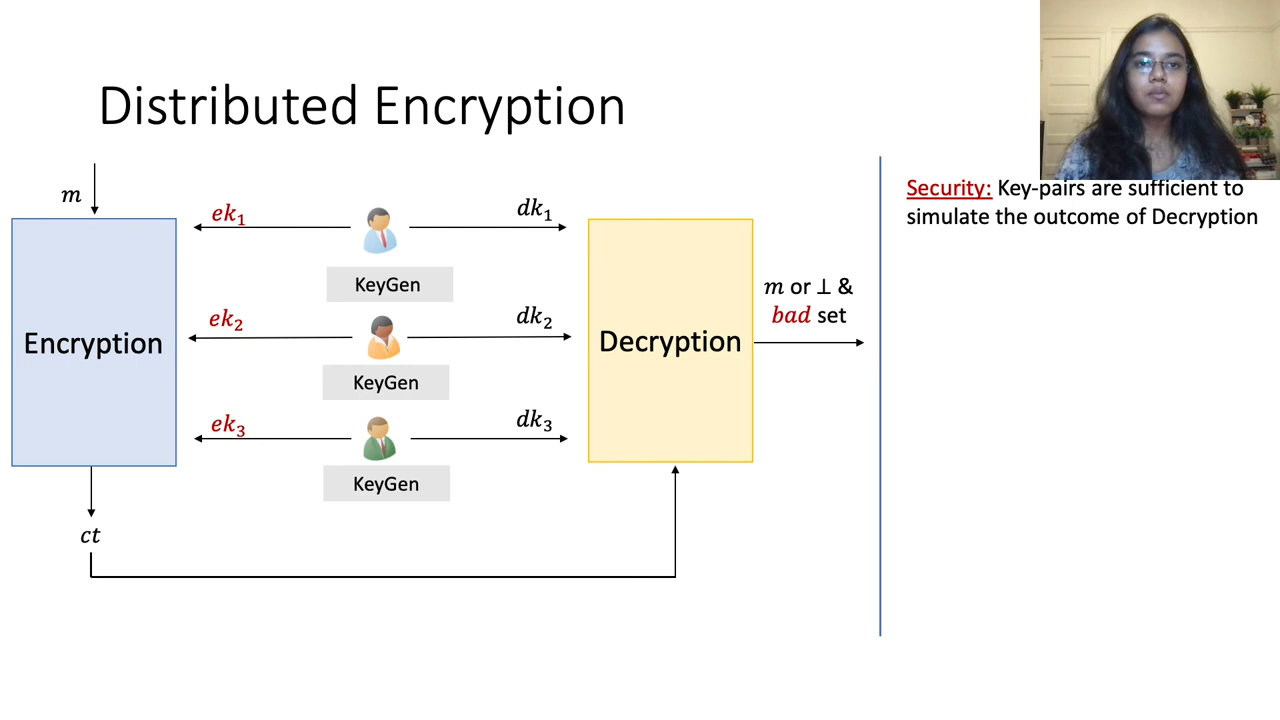 Distributed Encryption
m
ek₁
dk₁
KeyGen
ek₂
dk₂
KeyGen
ek₃
dk₃
KeyGen
Encryption
Decryption
m or ⊥ &
bad set
ct
Security: Key-pairs are sufficient to
simulate the outcome of Decryption